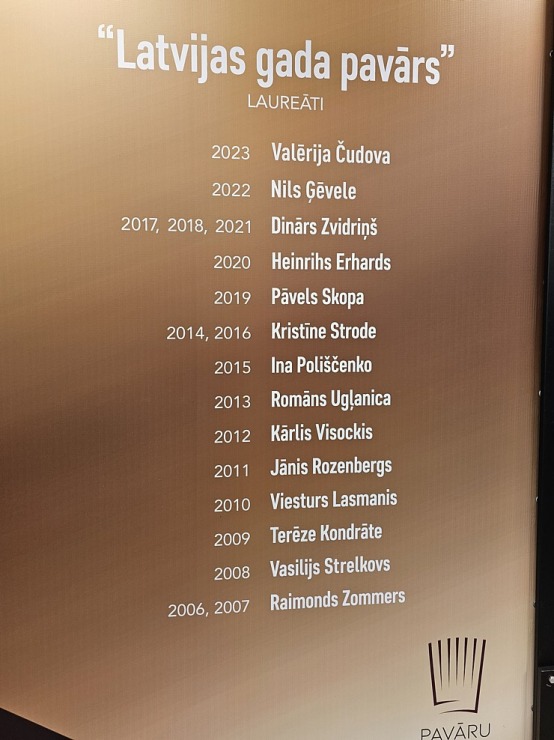 “Latvijas gada pavārs”
LAUREĀTI
2023 Valērija Čudova
2022 Nils Ģēvele
2017, 2018, 2021 Dinārs Zvidriņš
2020 Heinrihs Erhards
2019 Pāvels Skopa
2014, 2016 Kristīne Strode
2015 Ina Poliščenko
2013 Romāns Ugļanica
2012 Kārlis Visockis
2011 Jānis Rozenbergs
2010 Viesturs Lasmanis
2009 Terēze Kondrāte
2008 Vasilijs Strelkovs
2006, 2007 Raimonds Zommers
PAVĀRU